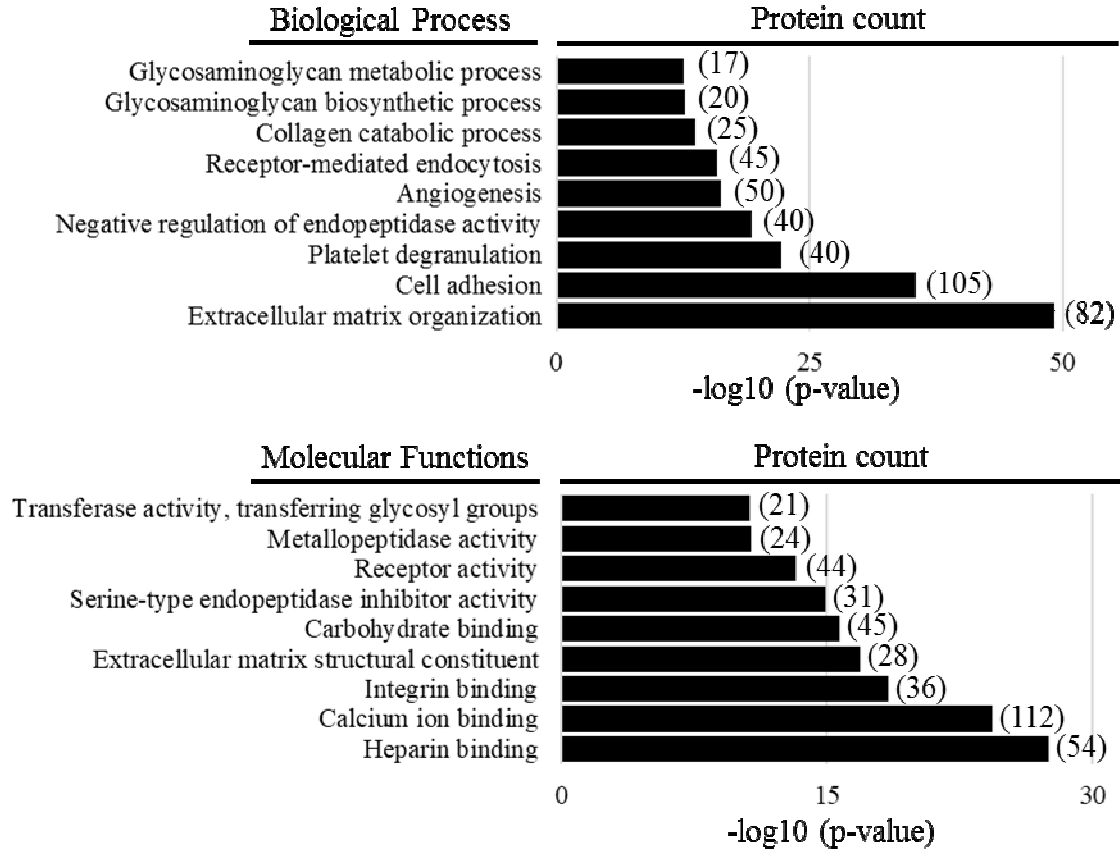 Biological Process Protein count
Glycosaminoglycan metabolic process (17)
Glycosaminoglycan biosynthetic process (20)
Collagen catabolic process (25)
Receptor-mediated endocytosis (45)
Angiogenesis (50)
Negative regulation of endopeptidase activity (40)
Platelet degranulation (40)
Cell adhesion (105)
Extracellular matrix organization (82)
0 25 50
-log10 (p-value)
Molecular Functions Protein count
Transferase activity, transferring glycosyl groups (21)
Metallopeptidase activity (24)
Receptor activity (44)
Serine-type endopeptidase inhibitor activity (31)
Carbohydrate binding (45)
Extracellular matrix structural constituent (28)
Integrin binding (36)
Calcium ion binding (112)
Heparin binding (54)
0 15 30
-log10 (p-value)